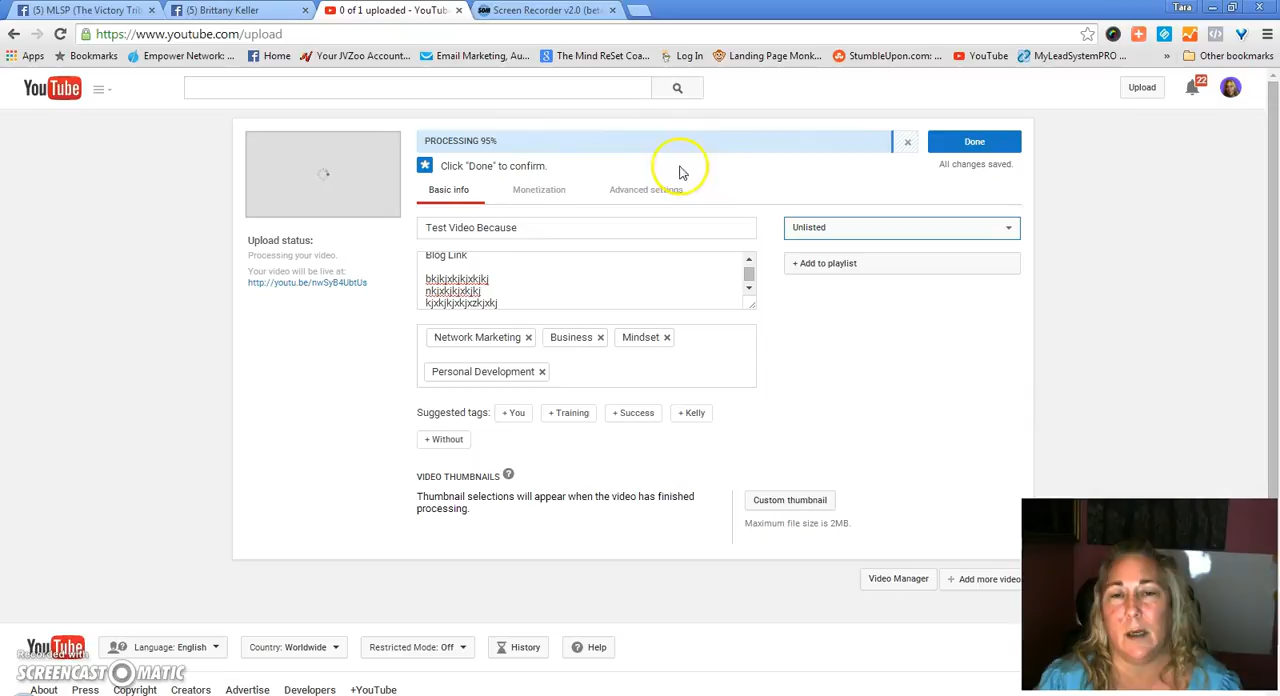 (5) MLSP (The Victory Trib
(5) Brittany Keller
0 of 1 uploaded - YouTub
Screen Recorder v2.0 (bet
Tara
https://www.youtube.com/upload
Apps
Bookmarks
Empower Network: ...
Home
My JVZoo Account...
Email Marketing, Au...
The Mind ReSet Coa...
Log In
Landing Page Monk...
StumbleUpon.com: ...
YouTube
MyLeadSystemPRO ...
»
Other bookmarks
YouTube
Upload
22
PROCESSING 95%
Done
Click "Done" to confirm.
All changes saved.
Basic info
Monetization
Advanced settings
Test Video Because
Unlisted
Upload status:
Processing your video.
Your video will be live at:
http://youtu.be/nwSyB4UbtUs
Blog Link
bkjkjxkjkjxkjkj
nkjxkjkjxkjkj
kjxkjkjxkjxzkjxkj
+ Add to playlist
Network Marketing
Business
Mindset
Personal Development
Suggested tags:
+ You
+ Training
+ Success
+ Kelly
+ Without
VIDEO THUMBNAILS ?
Thumbnail selections will appear when the video has finished
processing.
Custom thumbnail
Maximum file size is 2MB.
Video Manager
+ Add more video
YouTube
Language: English
Country: Worldwide
Restricted Mode: Off
History
Help
Recorded with
SCREENCAST MATIC
About
Press
Copyright
Creators
Advertise
Developers
+YouTube